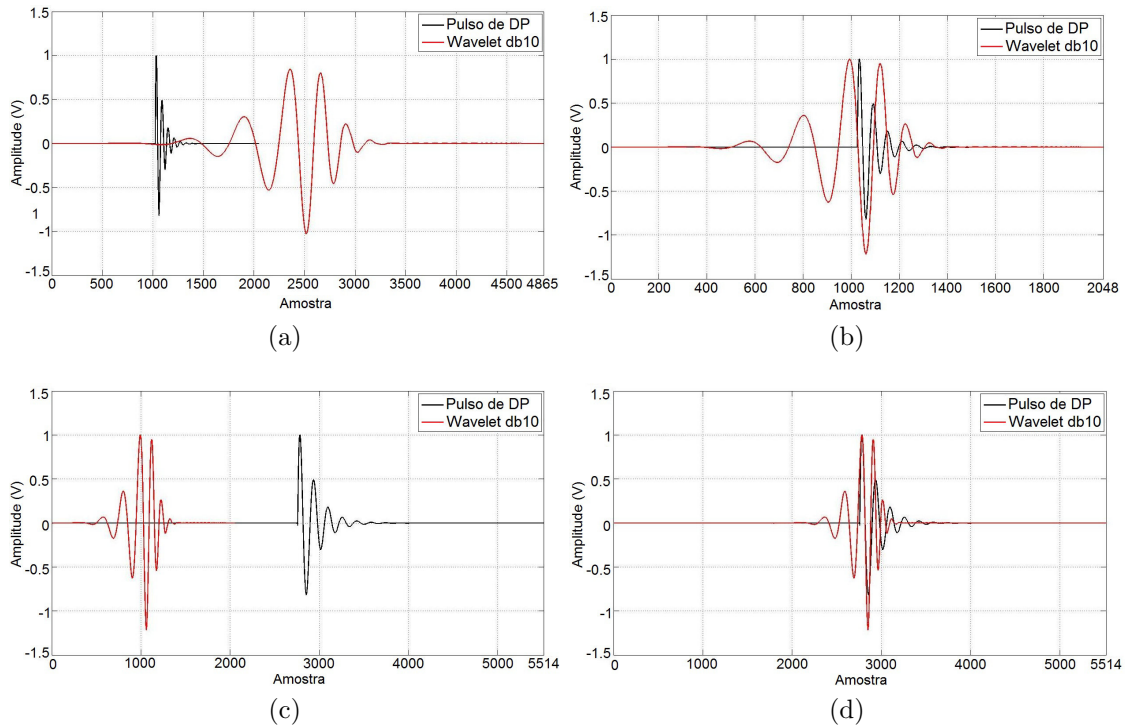 1.5
1
0.5
0
-0.5
1
-1
-1.5
Amplitude (V)
0 500 1000 1500 2000 2500 3000 3500 4000 4500 4865
Amostra
Pulso de DP
Wavelet db10
(a)
1.5
1
0.5
0
-0.5
-1
-1.5
Amplitude (V)
0 200 400 600 800 1000 1200 1400 1600 1800 2048
Amostra
Pulso de DP
Wavelet db10
(b)
1.5
1
0.5
0
-0.5
-1
-1.5
Amplitude (V)
0 1000 2000 3000 4000 5000 5514
Amostra
Pulso de DP
Wavelet db10
(c)
1.5
1
0.5
0
-0.5
-1
-1.5
Amplitude (V)
0 1000 2000 3000 4000 5000 5514
Amostra
Pulso de DP
Wavelet db10
(d)